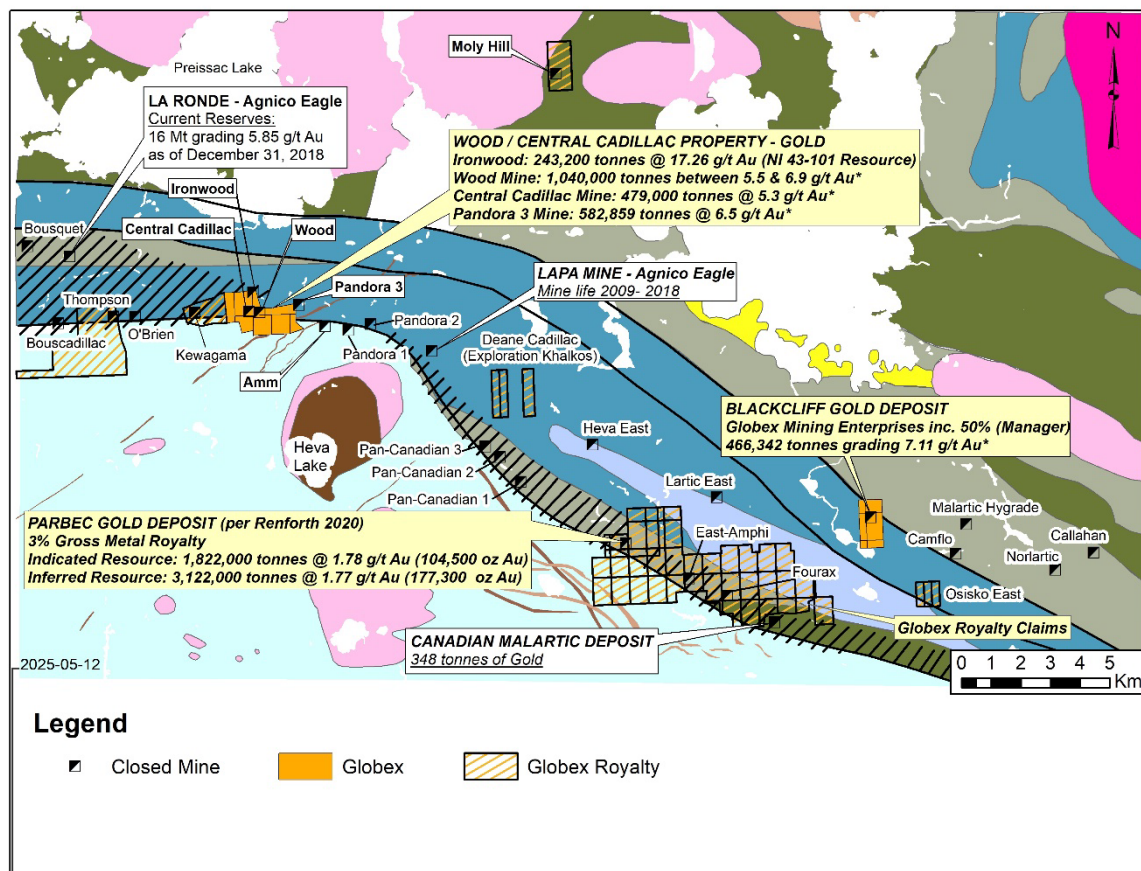 Moly Hill
N
Preissac Lake
LA RONDE - Agnico Eagle
Current Reserves:
16 Mt grading 5.85 g/t Au
as of December 31, 2018
WOOD / CENTRAL CADILLAC PROPERTY - GOLD
Ironwood: 243,200 tonnes @ 17.26 g/t Au (NI 43-101 Resource)
Wood Mine: 1,040,000 tonnes between 5.5 & 6.9 g/t Au*
Central Cadillac Mine: 479,000 tonnes @ 5.3 g/t Au*
Pandora 3 Mine: 582,859 tonnes @ 6.5 g/t Au*
Ironwood
Bousquet
Central Cadillac
Wood
LAPA MINE - Agnico Eagle
Mine life 2009- 2018
Pandora 3
Thompson
O'Brien
Pandora 2
Bouscadillac
Kewagama
Amm
Pandora 1
Deane Cadillac
(Exploration Khalkos)
BLACKCLIFF GOLD DEPOSIT
Globex Mining Enterprises inc. 50% (Manager)
466,342 tonnes grading 7.11 g/t Au*
Heva East
Heva
Lake
Pan-Canadian 3
Pan-Canadian 2
Pan-Canadian 1
Lartic East
Malartic Hygrade
PARBEC GOLD DEPOSIT (per Renforth 2020)
3% Gross Metal Royalty
Indicated Resource: 1,822,000 tonnes @ 1.78 g/t Au (104,500 oz Au)
Inferred Resource: 3,122,000 tonnes @ 1.77 g/t Au (177,300 oz Au)
East-Amphi
Camflo
Callahan
Norlartic
Fourax
Osisko East
Globex Royalty Claims
CANADIAN MALARTIC DEPOSIT
348 tonnes of Gold
2025-05-12
0 1 2 3 4 5
Km
Legend
Closed Mine
Globex
Globex Royalty